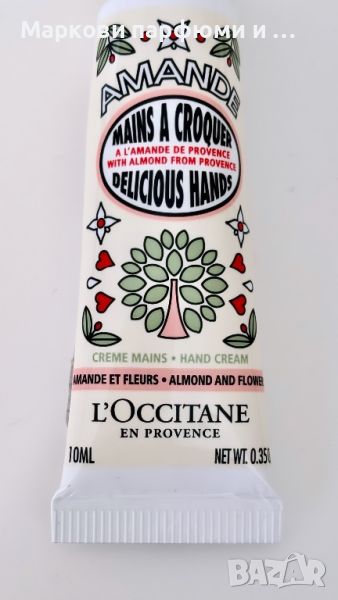 Маркови парфюми и ...
AMANDE
MAINS A CROQUER
A L'AMANDE DE PROVENCE
WITH ALMOND FROM PROVENCE
DELICIOUS HANDS
CREME MAINS • HAND CREAM
AMANDE ET FLEURS • ALMOND AND FLOWER
L'OCCITANE
EN PROVENCE
10ML NET WT. 0.35
BAZAR